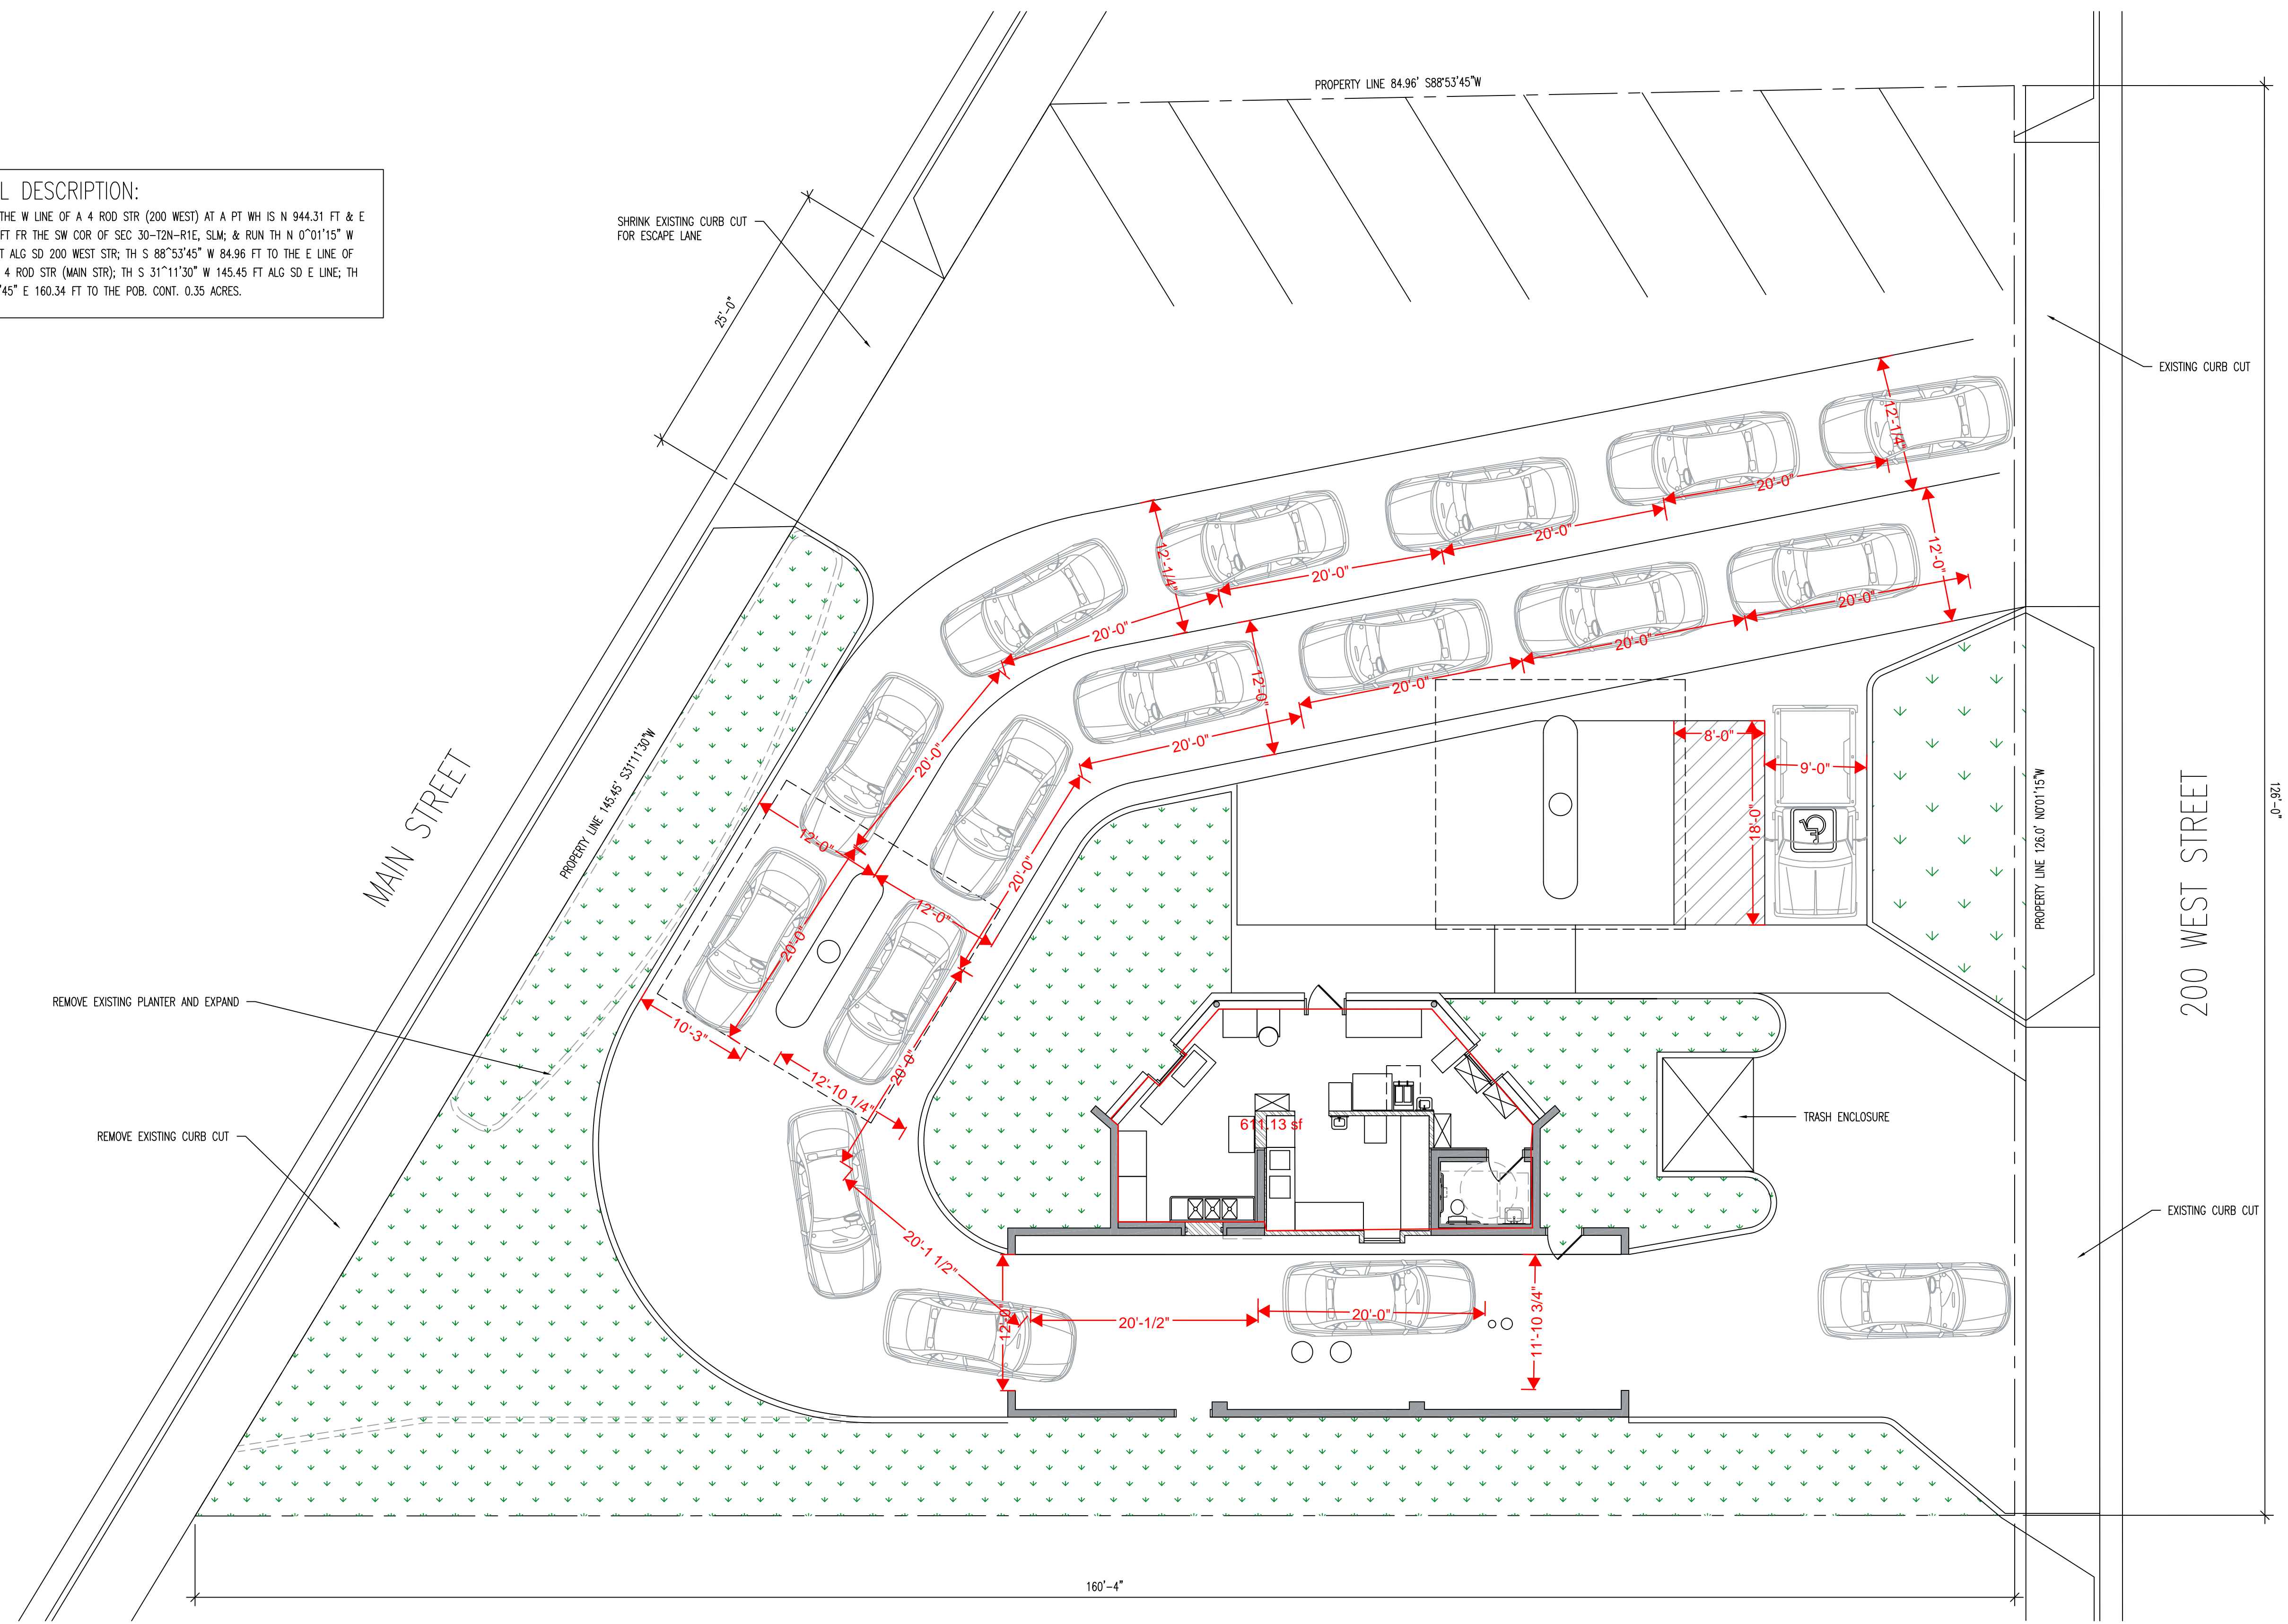 PROPERTY LINE 84.96' S88°53'45"W
L DESCRIPTION:
THE W LINE OF A 4 ROD STR (200 WEST) AT A PT WH IS N 944.31 FT & E
FT FR THE SW COR OF SEC 30-T2N-R1E, SLM; & RUN TH N 0^01'15" W
T ALG SD 200 WEST STR; TH S 88^53'45" W 84.96 FT TO THE E LINE OF
4 ROD STR (MAIN STR); TH S 31^11'30" W 145.45 FT ALG SD E LINE; TH
'45" E 160.34 FT TO THE POB. CONT. 0.35 ACRES.
SHRINK EXISTING CURB CUT
FOR ESCAPE LANE
25'-0"
EXISTING CURB CUT
12'-1/4"
20'-0"
20'-0"
20'-0"
12'-1/4"
20'-0"
20'-0"
12'-0"
20'-0"
20'-0"
20'-0"
12'-0"
20'-0"
8'-0"
9'-0"
18'-0"
MAIN STREET
PROPERTY LINE 145.45' S31°11'30"W
12'-0"
20'-0"
12'-0"
20'-0"
10'-3"
12'-10 1/4"
20'-0"
PROPERTY LINE 126.0' N0°01'15"W
200 WEST STREET
126'-0"
REMOVE EXISTING PLANTER AND EXPAND
REMOVE EXISTING CURB CUT
611.13 sf
TRASH ENCLOSURE
EXISTING CURB CUT
20'-1 1/2"
12'-0"
20'-1/2"
20'-0"
11'-10 3/4"
160'-4"